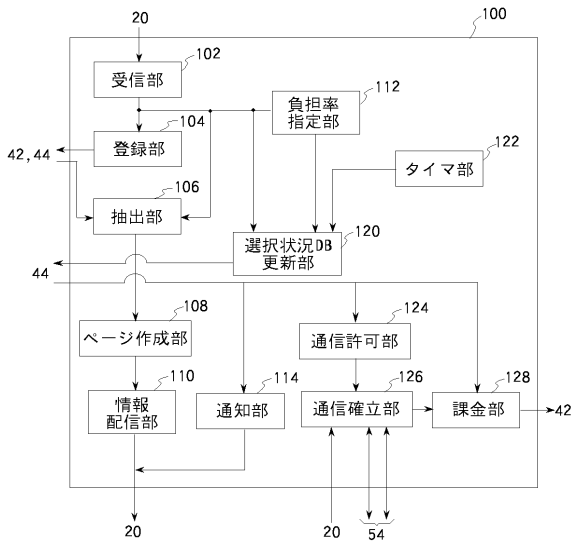 20
100
受信部
102
負担率
指定部
112
登録部
104
42, 44
タイマ部
122
抽出部
106
選択状況DB
更新部
120
44
ページ作成部
108
通信許可部
124
情報
配信部
110
通知部
114
通信確立部
126
課金部
128
42
20
20
54